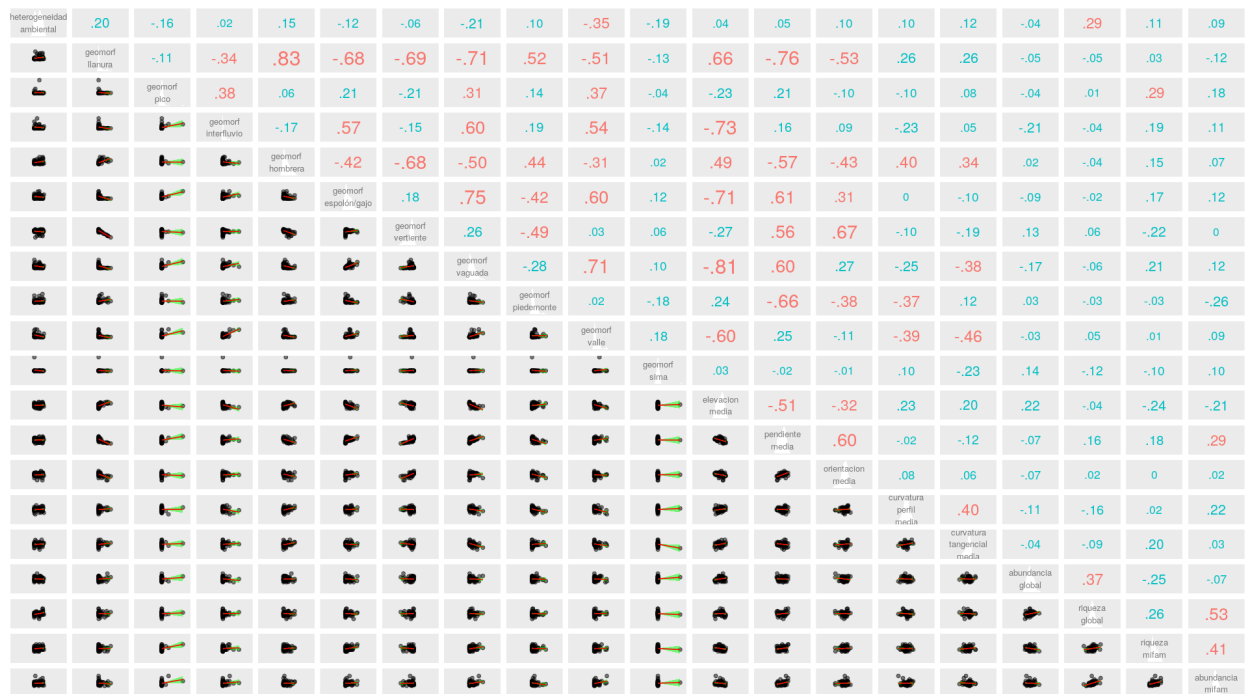 heterogeneidad .20 -.16 .02 .15 -.12 -.06 -.21 .10 -.35 -.19 .04 .05 .10 .10 .12 -.04 .29 .11 .09
ambiental
geomorf -.11 -.34 .83 -.68 -.69 -.71 .52 -.51 -.13 .66 -.76 -.53 .26 .26 -.05 -.05 .03 -.12
llanura
geomorf .38 .06 .21 -.21 .31 .14 .37 -.04 -.23 .21 -.10 -.10 .08 -.04 .01 .29 .18
pico
geomorf -.17 .57 -.15 .60 .19 .54 -.14 -.73 .16 .09 -.23 .05 -.21 -.04 .19 .11
interfluvio
geomorf -.42 -.68 -.50 .44 -.31 .02 .49 -.57 -.43 .40 .34 .02 -.04 .15 .07
hombrera
geomorf .18 .75 -.42 .60 .12 -.71 .61 .31 0 -.10 -.09 -.02 .17 .12
espolón/gajo
geomorf .26 -.49 .03 .06 -.27 .56 .67 -.10 -.19 .13 .06 -.22 0
vertiente
geomorf -.28 .71 .10 -.81 .60 .27 -.25 -.38 -.17 -.06 .21 .12
vaguada
geomorf .02 -.18 .24 -.66 -.38 -.37 .12 .03 -.03 -.03 -.26
piedemonte
geomorf .18 -.60 .25 -.11 -.39 -.46 -.03 .05 .01 .09
valle
geomorf .03 -.02 -.01 .10 -.23 .14 -.12 -.10 .10
sima
elevacion -.51 -.32 .23 .20 .22 -.04 -.24 -.21
media
pendiente .60 -.02 -.12 -.07 .16 .18 .29
media
orientacion .08 .06 -.07 .02 0 .02
media
curvatura
perfil .40 -.11 -.16 .02 .22
media
curvatura
tangencial -.04 -.09 .20 .03
media
abundancia .37 -.25 -.07
global
riqueza .26 .53
global
riqueza .41
mifam
abundancia
mifam